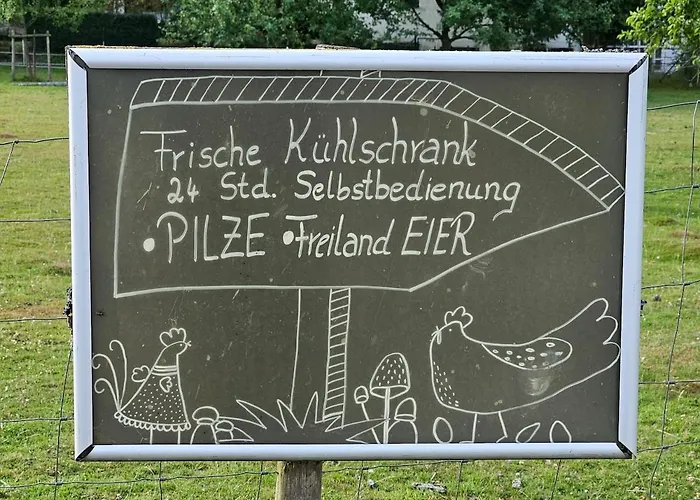 Frische Kühlschrank
24 Std. Selbstbedienung
•PILZE •Freiland EIER